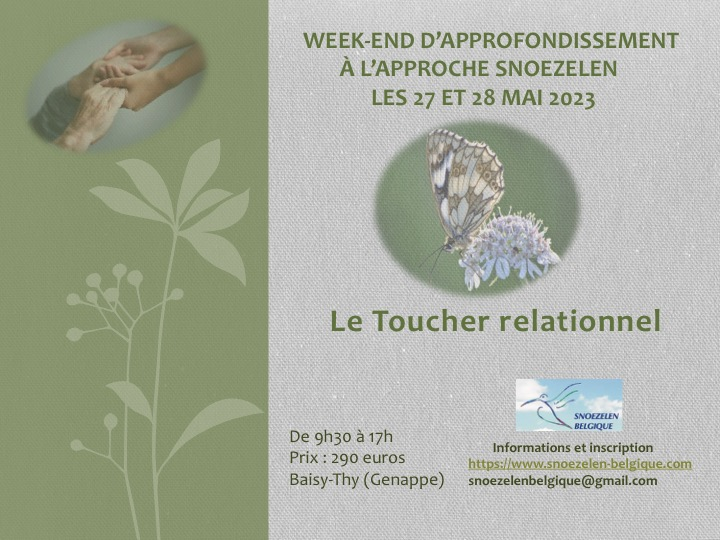 WEEK-END D’APPROFONDISSEMENT
À L’APPROCHE SNOEZELEN
LES 27 ET 28 MAI 2023
Le Toucher relationnel
SNOEZELEN
BELGIQUE
De 9h30 à 17h
Prix : 290 euros
Baisy-Thy (Genappe)
Informations et inscription
https://www.snoezelen-belgique.com
snoezelenbelgique@gmail.com